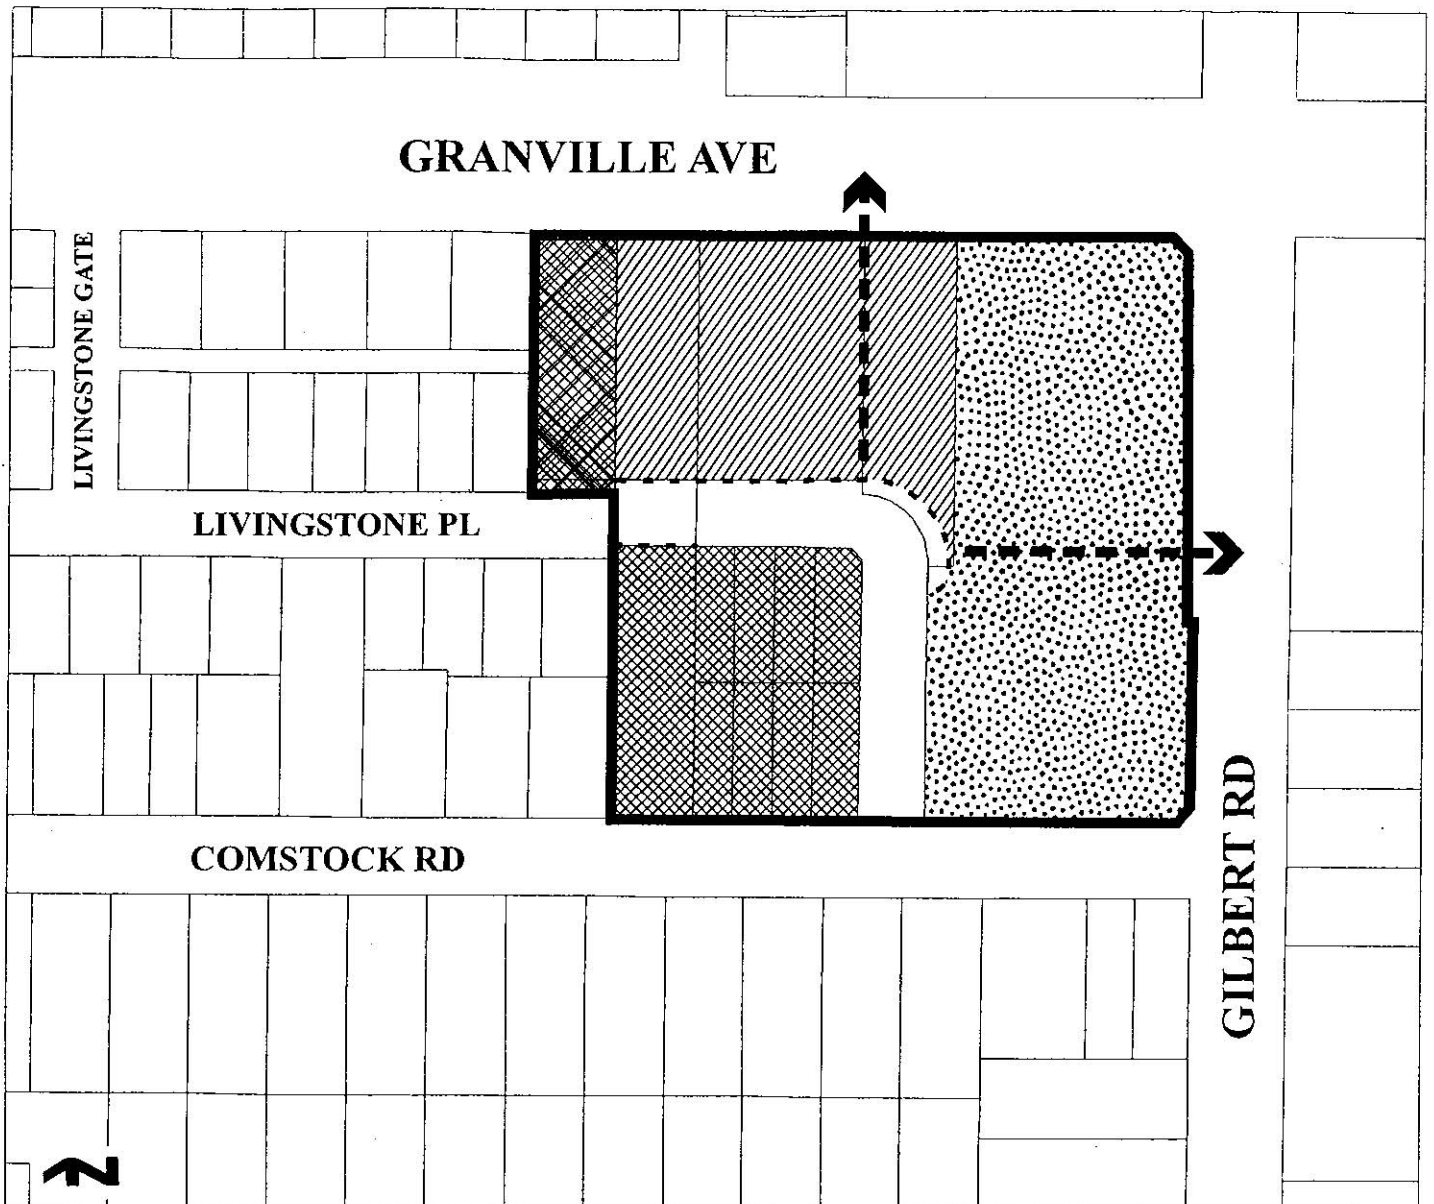 GRANVILLE AVE
LIVINGSTONE GATE
LIVINGSTONE PL
COMSTOCK RD
GILBERT RD
N